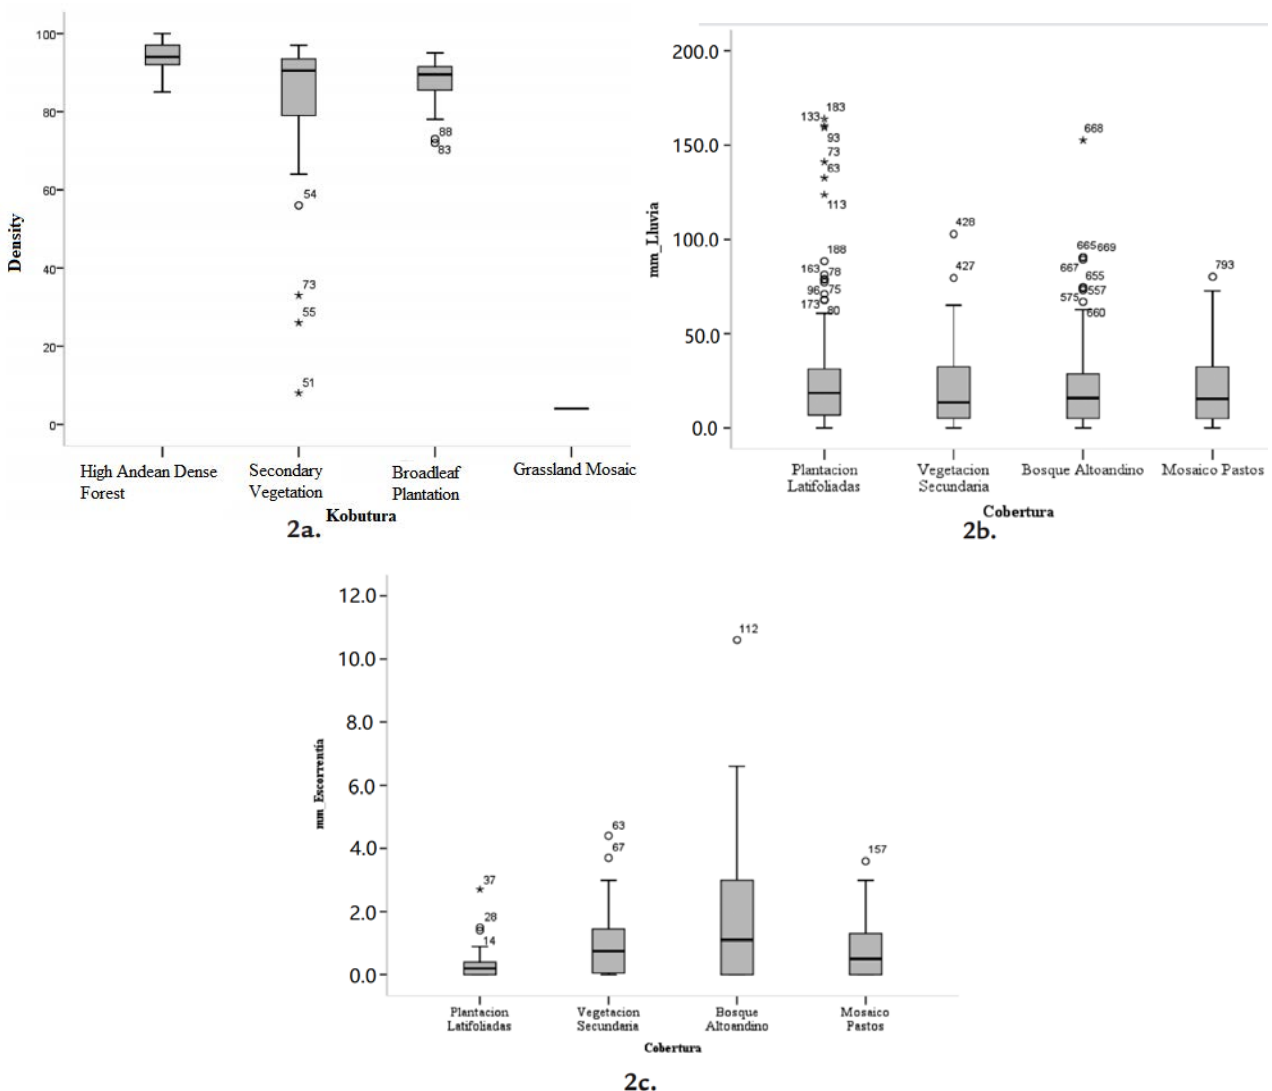 100
80
60
40
20
0
Density
54
73
55
51
88
83
High Andean Dense
Forest
Secondary
Vegetation
Broadleaf
Plantation
Grassland Mosaic
Kobutura
2a.
200.0
150.0
100.0
50.0
0.0
mm_Lluvia
183
133
93
73
63
113
188
163
78
96
75
173
80
428
427
668
665
669
667
655
575
557
660
793
Plantacion
Latifoliadas
Vegetacion
Secundaria
Bosque Altoandino
Mosaico Pastos
Cobertura
2b.
12.0
10.0
8.0
6.0
4.0
2.0
0.0
mm_Escorrentía
37
28
14
63
67
112
157
Plantacion
Latifoliadas
Vegetacion
Secundaria
Bosque
Altoandino
Mosaico
Pastos
Cobertura
2c.